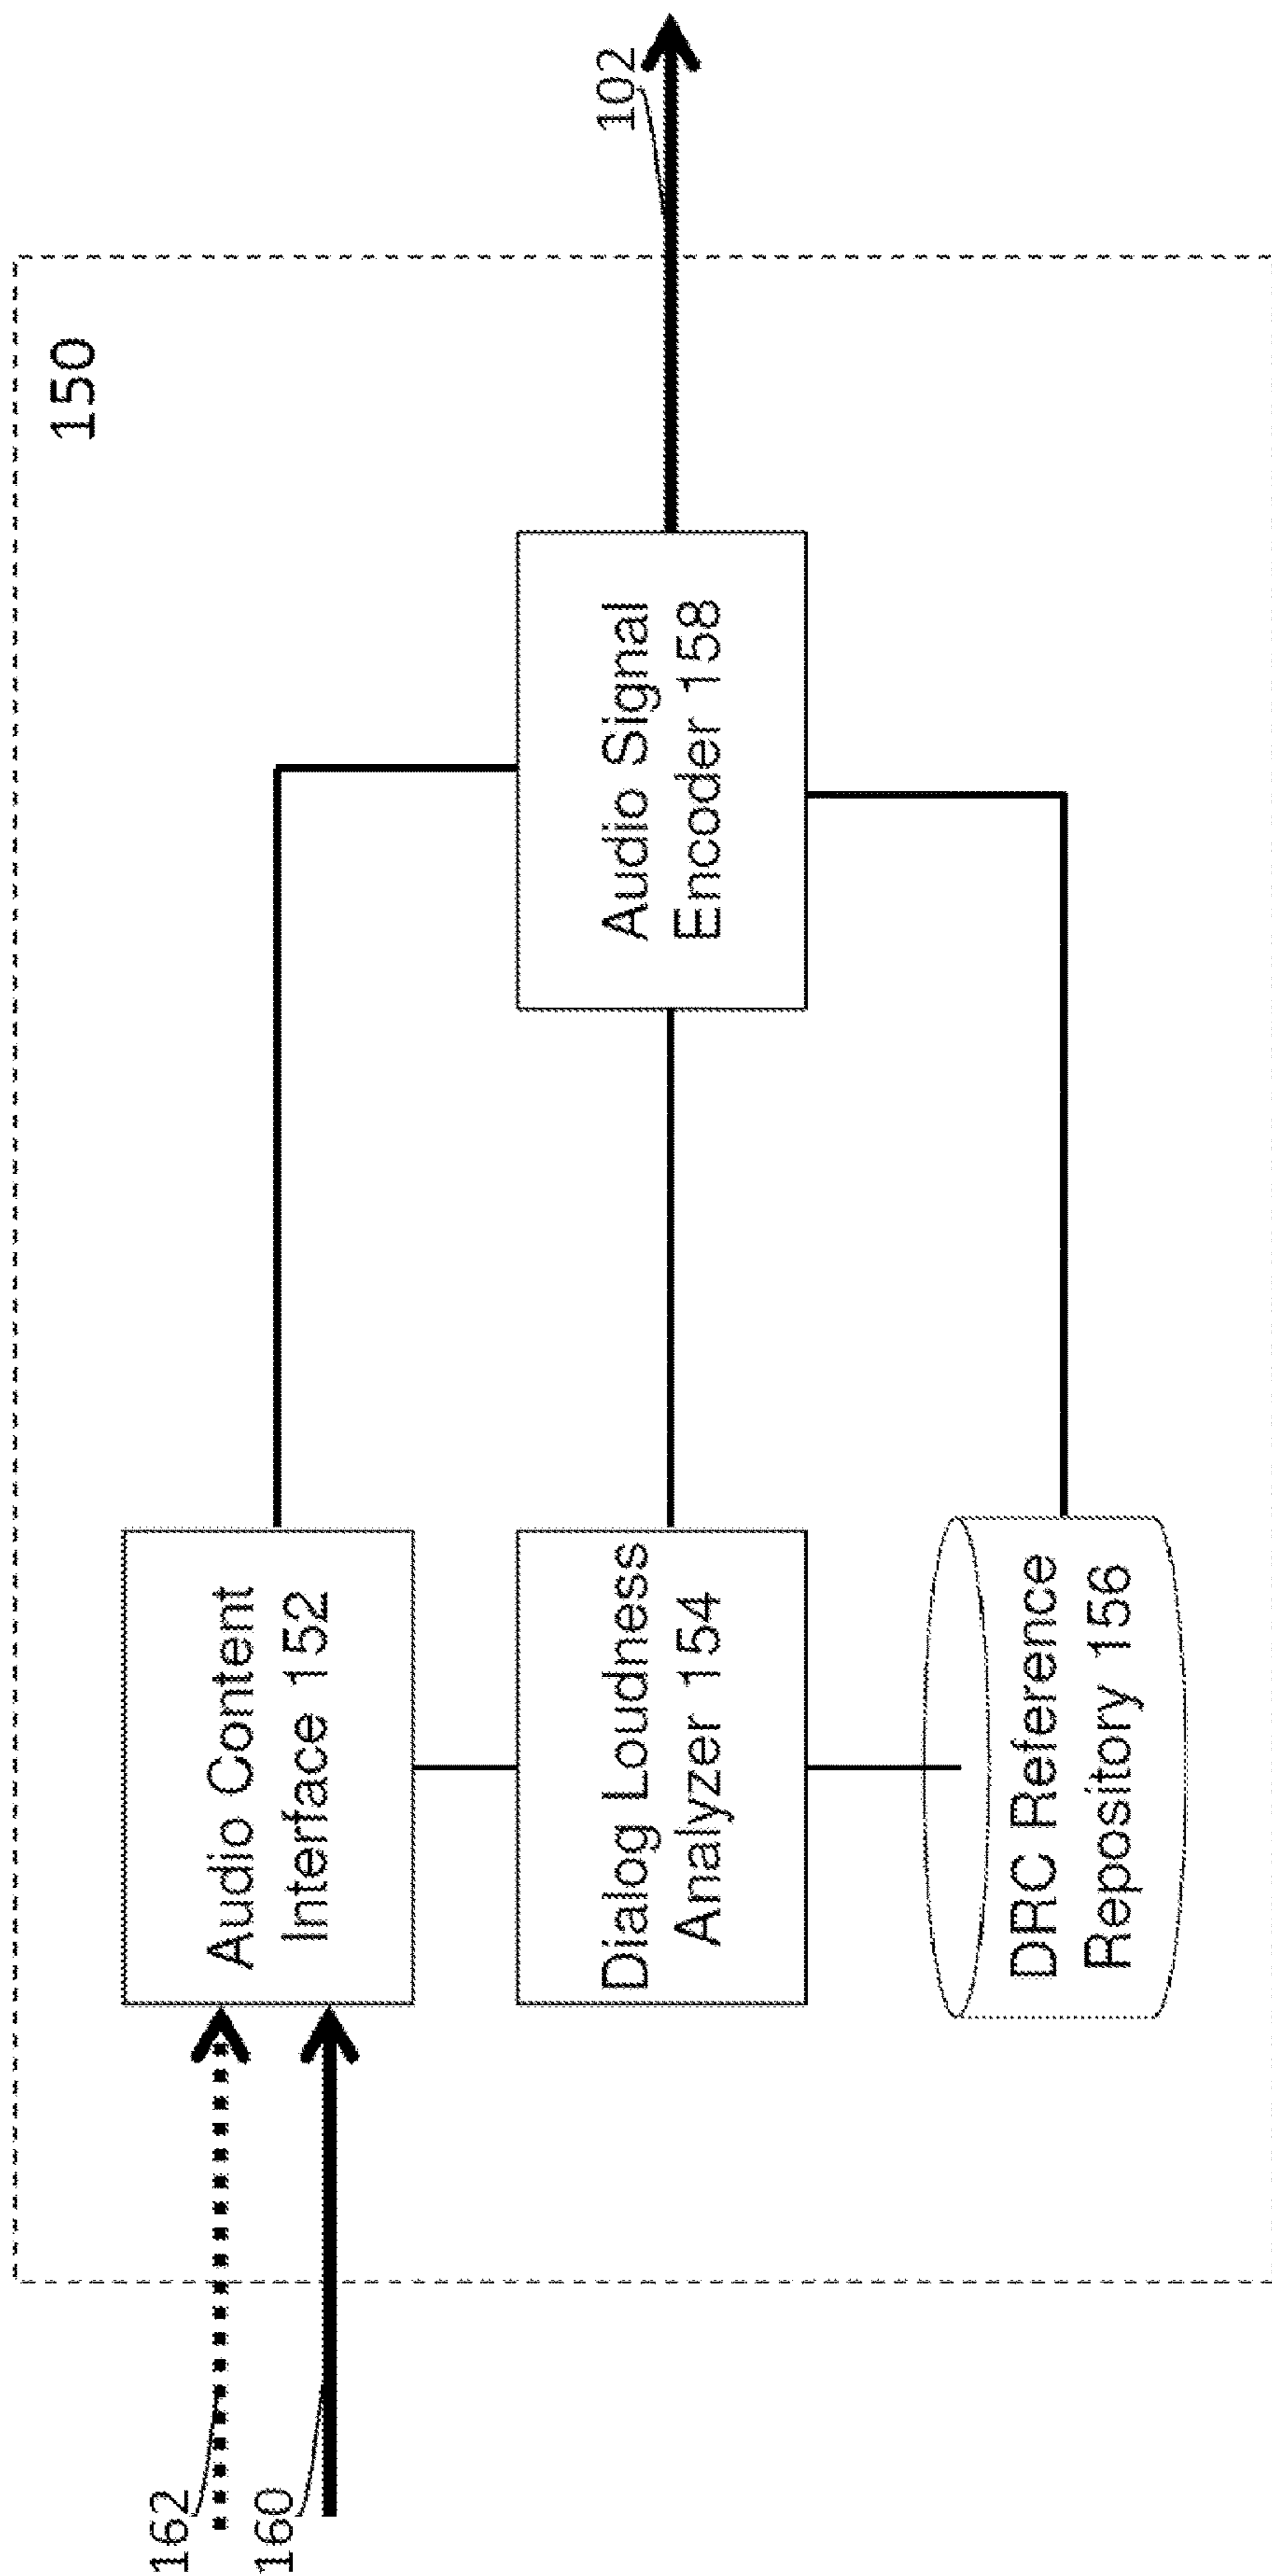 150
162
160
Audio Content
Interface 152
Dialog Loudness
Analyzer 154
DRC Reference
Repository 156
Audio Signal
Encoder 158
102